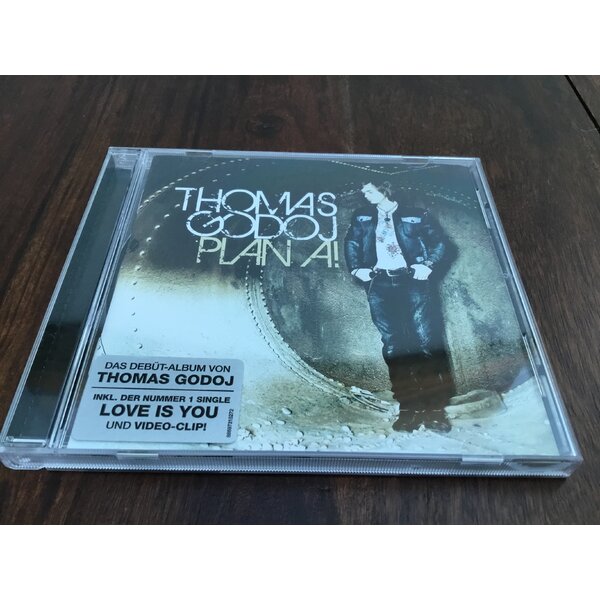 THOMAS
GODOJ
PLAN A!
DAS DEBÜT-ALBUM VON
THOMAS GODOJ
INKL. DER NUMMER 1 SINGLE
LOVE IS YOU
UND VIDEO-CLIP!